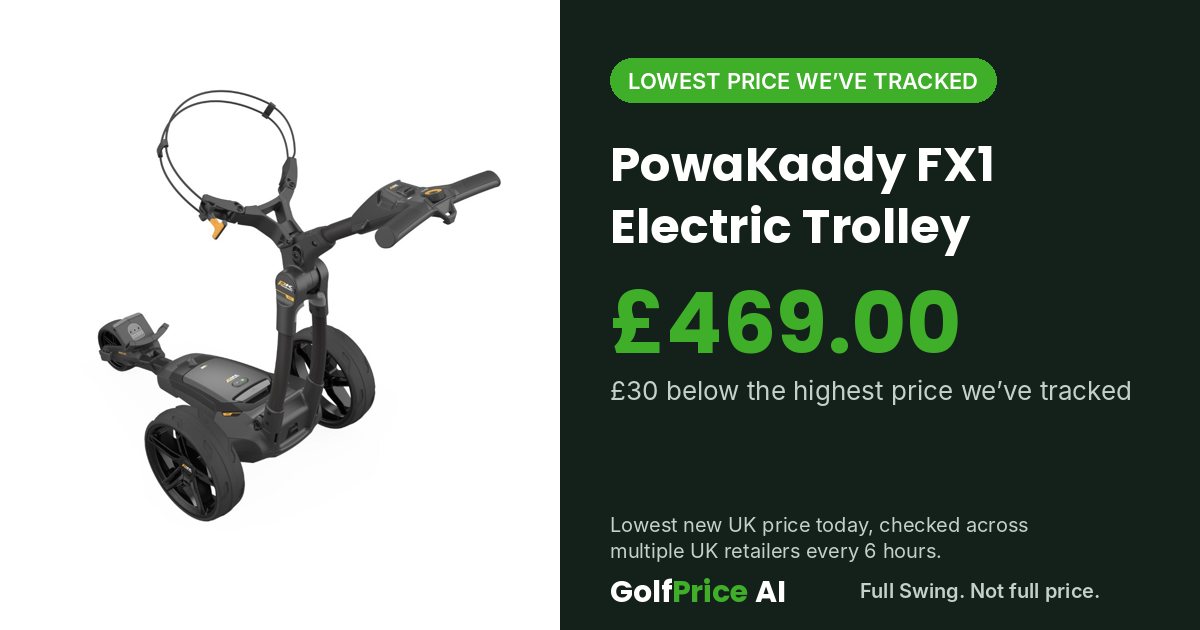 LOWEST PRICE WE’VE TRACKED
PowaKaddy FX1
Electric Trolley
£469.00
£30 below the highest price we’ve tracked
Lowest new UK price today, checked across
multiple UK retailers every 6 hours.
GolfPrice AI
Full Swing. Not full price.